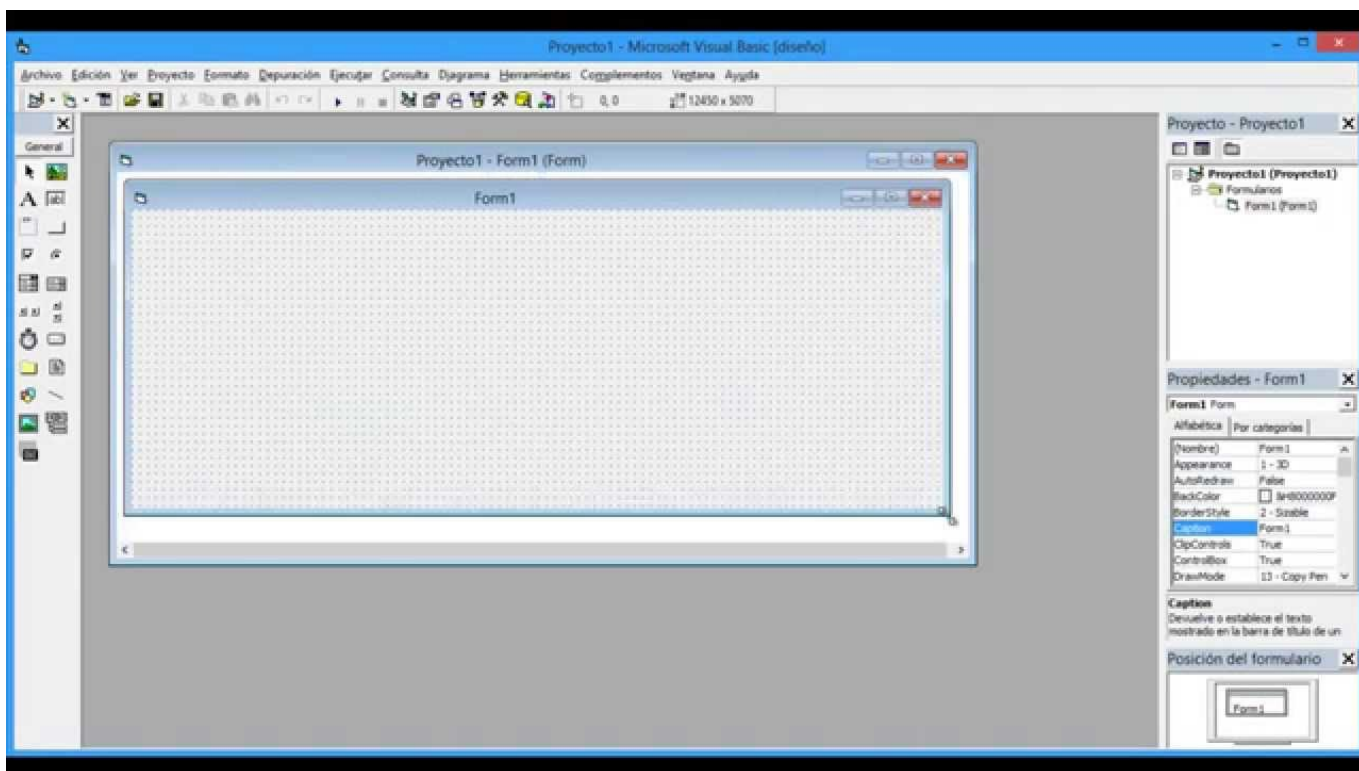 Proyecto1 - Microsoft Visual Basic [diseño]
Archivo Edición Ver Proyecto Formato Depuración Ejecutar Consulta Diagrama Herramientas Complementos Ventana Ayuda
0, 0 12450 x 5070
General
Proyecto1 - Form1 (Form)
Form1
Proyecto - Proyecto1
Proyecto1 (Proyecto1)
Formularios
Form1 (Form1)
Propiedades - Form1
Form1 Form
Alfabética Por categorías
(Nombre) Form1
Appearance 1 - 3D
AutoRedraw False
BackColor &H8000000F
BorderStyle 2 - Sizable
Caption Form1
ClipControls True
ControlBox True
DrawMode 13 - Copy Pen
Caption
Devuelve o establece el texto
mostrado en la barra de título de un
Posición del formulario
Form1